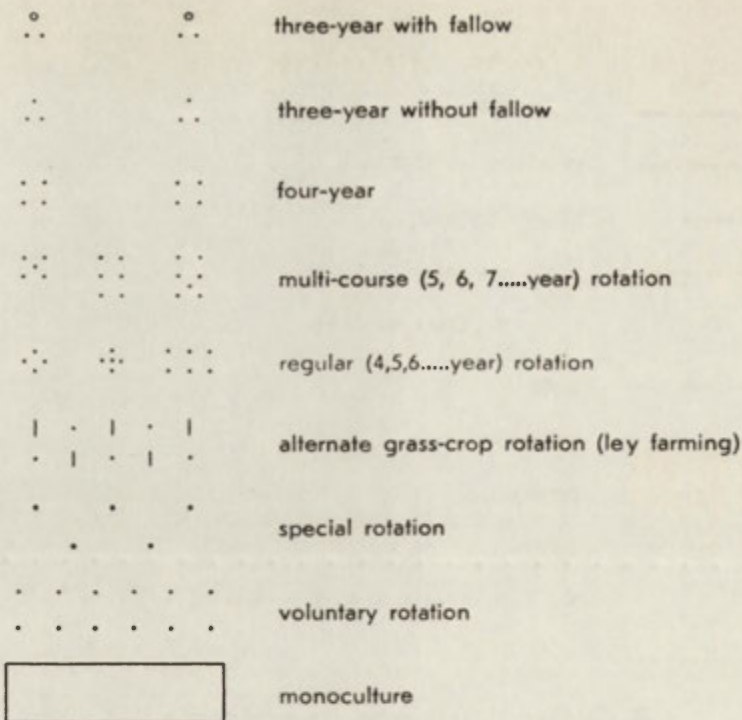 three-year with fallow
three-year without fallow
four-year
multi-course (5, 6, 7.....year) rotation
regular (4,5,6.....year) rotation
alternate grass-crop rotation (ley farming)
special rotation
voluntary rotation
monoculture